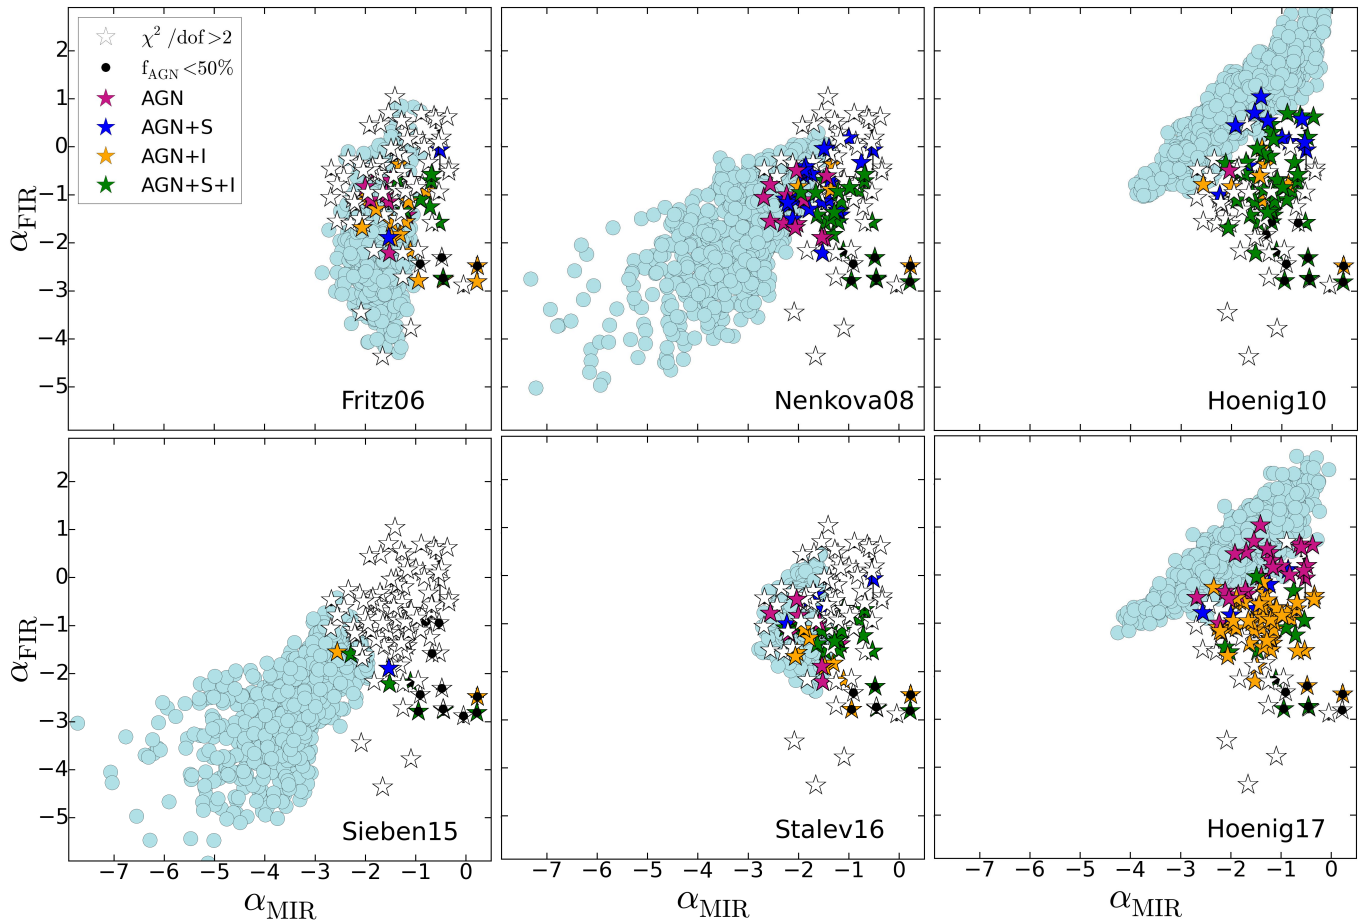 χ² /dof >2
f_AGN <50%
AGN
AGN+S
AGN+I
AGN+S+I
2
1
0
−1
−2
−3
−4
−5
α_FIR
Fritz06
Nenkova08
Hoenig10
2
1
0
−1
−2
−3
−4
−5
α_FIR
Sieben15
Stalev16
Hoenig17
−7 −6 −5 −4 −3 −2 −1 0
−7 −6 −5 −4 −3 −2 −1 0
−7 −6 −5 −4 −3 −2 −1 0
α_MIR
α_MIR
α_MIR